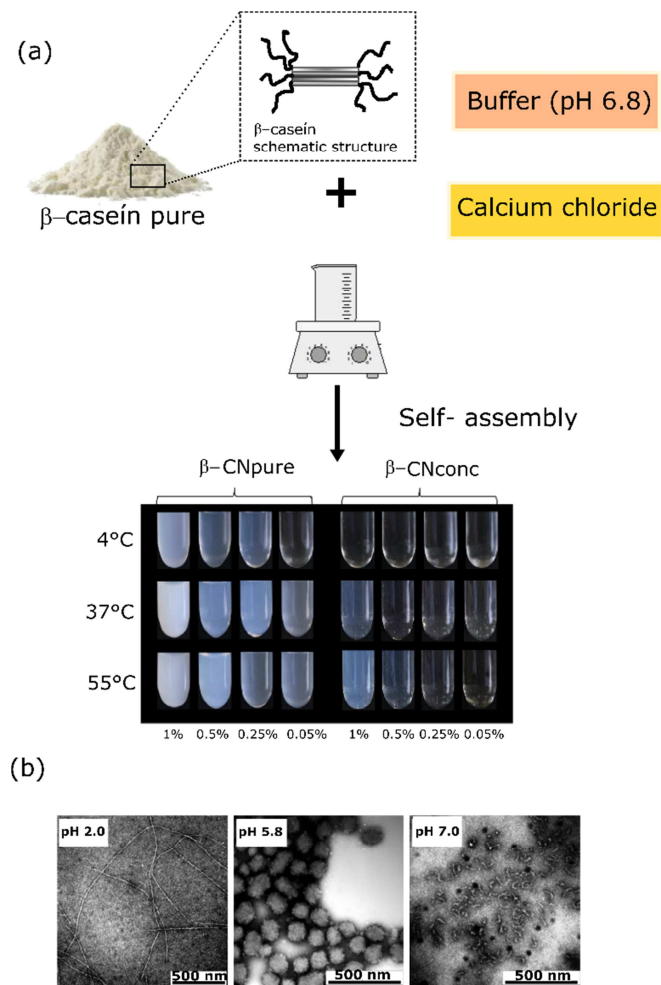 (a)
β-caseín
schematic structure
Buffer (pH 6.8)
+
β-caseín pure
Calcium chloride
Self- assembly
β-CNpure
β-CNconc
4°C
37°C
55°C
1% 0.5% 0.25% 0.05% 1% 0.5% 0.25% 0.05%
(b)
pH 2.0
pH 5.8
pH 7.0
500 nm
500 nm
500 nm